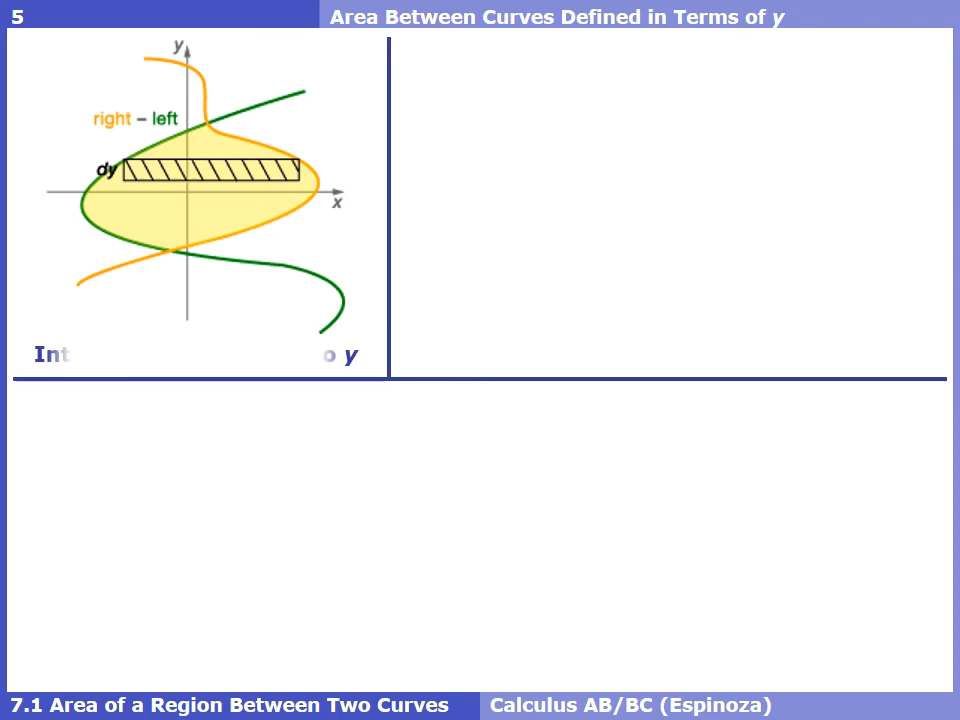 5
Area Between Curves Defined in Terms of y
y
right – left
dy
x
y
7.1 Area of a Region Between Two Curves
Calculus AB/BC (Espinoza)